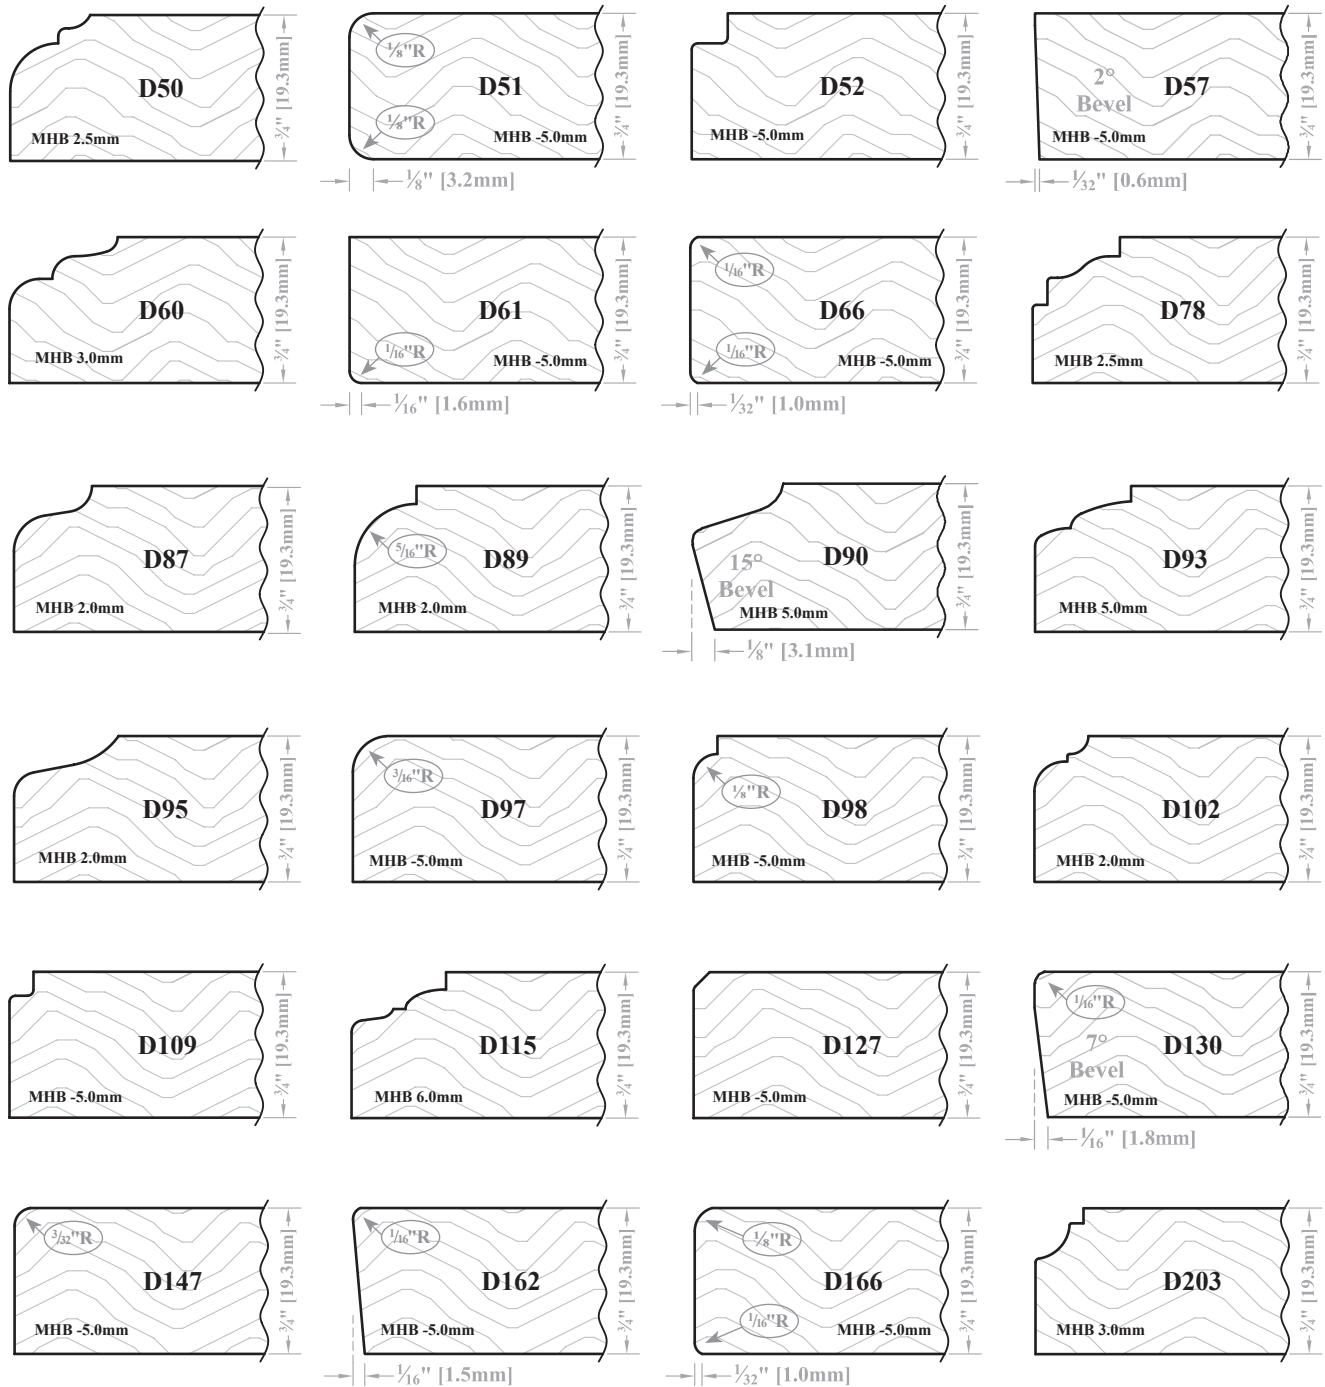 D50
MHB 2.5mm
3/4" [19.3mm]
1/8"R
1/8"R
D51
MHB -5.0mm
3/4" [19.3mm]
1/8" [3.2mm]
D52
MHB -5.0mm
3/4" [19.3mm]
2°
Bevel
D57
MHB -5.0mm
3/4" [19.3mm]
1/32" [0.6mm]
D60
MHB 3.0mm
3/4" [19.3mm]
D61
1/16"R
MHB -5.0mm
3/4" [19.3mm]
1/16" [1.6mm]
1/16"R
D66
1/16"R
MHB -5.0mm
3/4" [19.3mm]
1/32" [1.0mm]
D78
MHB 2.5mm
3/4" [19.3mm]
D87
MHB 2.0mm
3/4" [19.3mm]
5/16"R
D89
MHB 2.0mm
3/4" [19.3mm]
15°
Bevel
D90
MHB 5.0mm
3/4" [19.3mm]
1/8" [3.1mm]
D93
MHB 5.0mm
3/4" [19.3mm]
D95
MHB 2.0mm
3/4" [19.3mm]
3/16"R
D97
MHB -5.0mm
3/4" [19.3mm]
1/8"R
D98
MHB -5.0mm
3/4" [19.3mm]
D102
MHB 2.0mm
3/4" [19.3mm]
D109
MHB -5.0mm
3/4" [19.3mm]
D115
MHB 6.0mm
3/4" [19.3mm]
D127
MHB -5.0mm
3/4" [19.3mm]
1/16"R
7°
Bevel
D130
MHB -5.0mm
3/4" [19.3mm]
1/16" [1.8mm]
3/32"R
D147
MHB -5.0mm
3/4" [19.3mm]
1/16"R
D162
MHB -5.0mm
3/4" [19.3mm]
1/16" [1.5mm]
1/8"R
D166
1/16"R
MHB -5.0mm
3/4" [19.3mm]
1/32" [1.0mm]
D203
MHB 3.0mm
3/4" [19.3mm]